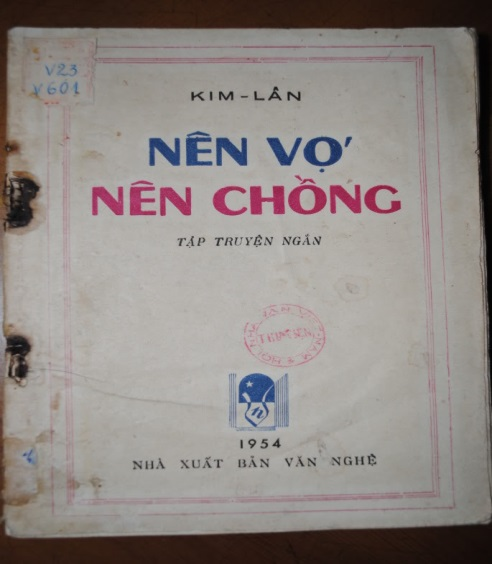 V23
V601
KIM-LÂN
NÊN VỢ
NÊN CHỒNG
TẬP TRUYỆN NGẮN
n
1954
NHÀ XUẤT BẢN VĂN NGHỆ